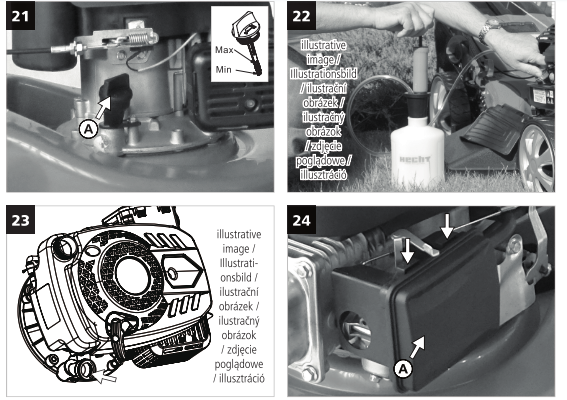 21
Max
Min
A
22
illustrative
image /
Illustrationsbild
/ ilustrační
obrázek /
ilustračný
obrázok
/ zdjęcie
poglądowe /
illusztráció
HECHT
23
illustrative
image /
Illustrati-
onsbild /
ilustrační
obrázek /
ilustračný
obrázok
/ zdjęcie
poglądowe
/ illusztráció
24
A